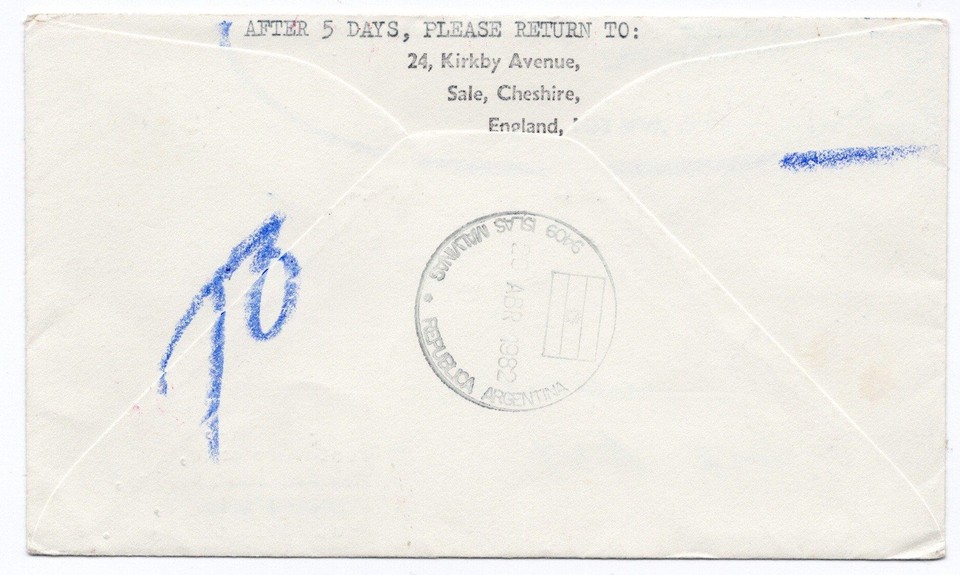 AFTER 5 DAYS, PLEASE RETURN TO:
24, Kirkby Avenue,
Sale, Cheshire,
England,
TO
9409 ISLAS MALVINAS
ABR 1982
REPUBLICA ARGENTINA